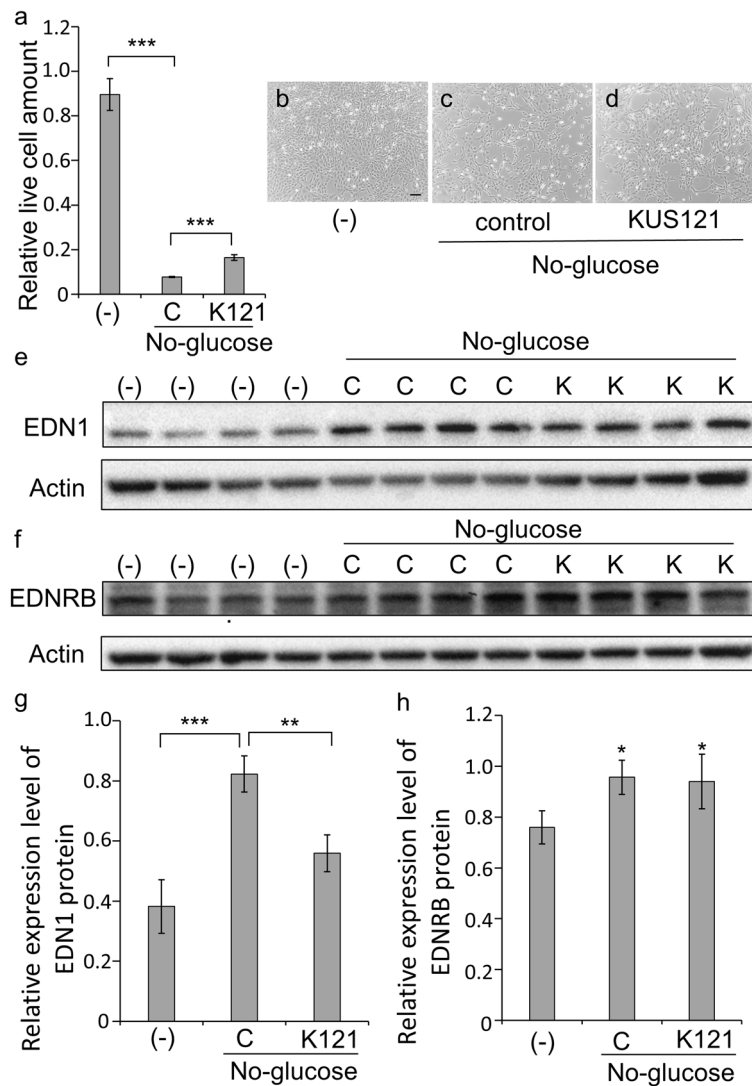 a
Relative live cell amount
1.2
1.0
0.8
0.6
0.4
0.2
0
***
***
(-)
C
K121
No-glucose
b
c
d
(-)
control
KUS121
No-glucose
e
No-glucose
(-) (-) (-) (-) C C C C K K K K
EDN1
Actin
f
No-glucose
(-) (-) (-) (-) C C C C K K K K
EDNRB
Actin
g
Relative expression level of
EDN1 protein
1.0
0.8
0.6
0.4
0.2
0
***
**
(-)
C
K121
No-glucose
h
Relative expression level of
EDNRB protein
1.2
1.0
0.8
0.6
0.4
0.2
0
*
*
(-)
C
K121
No-glucose